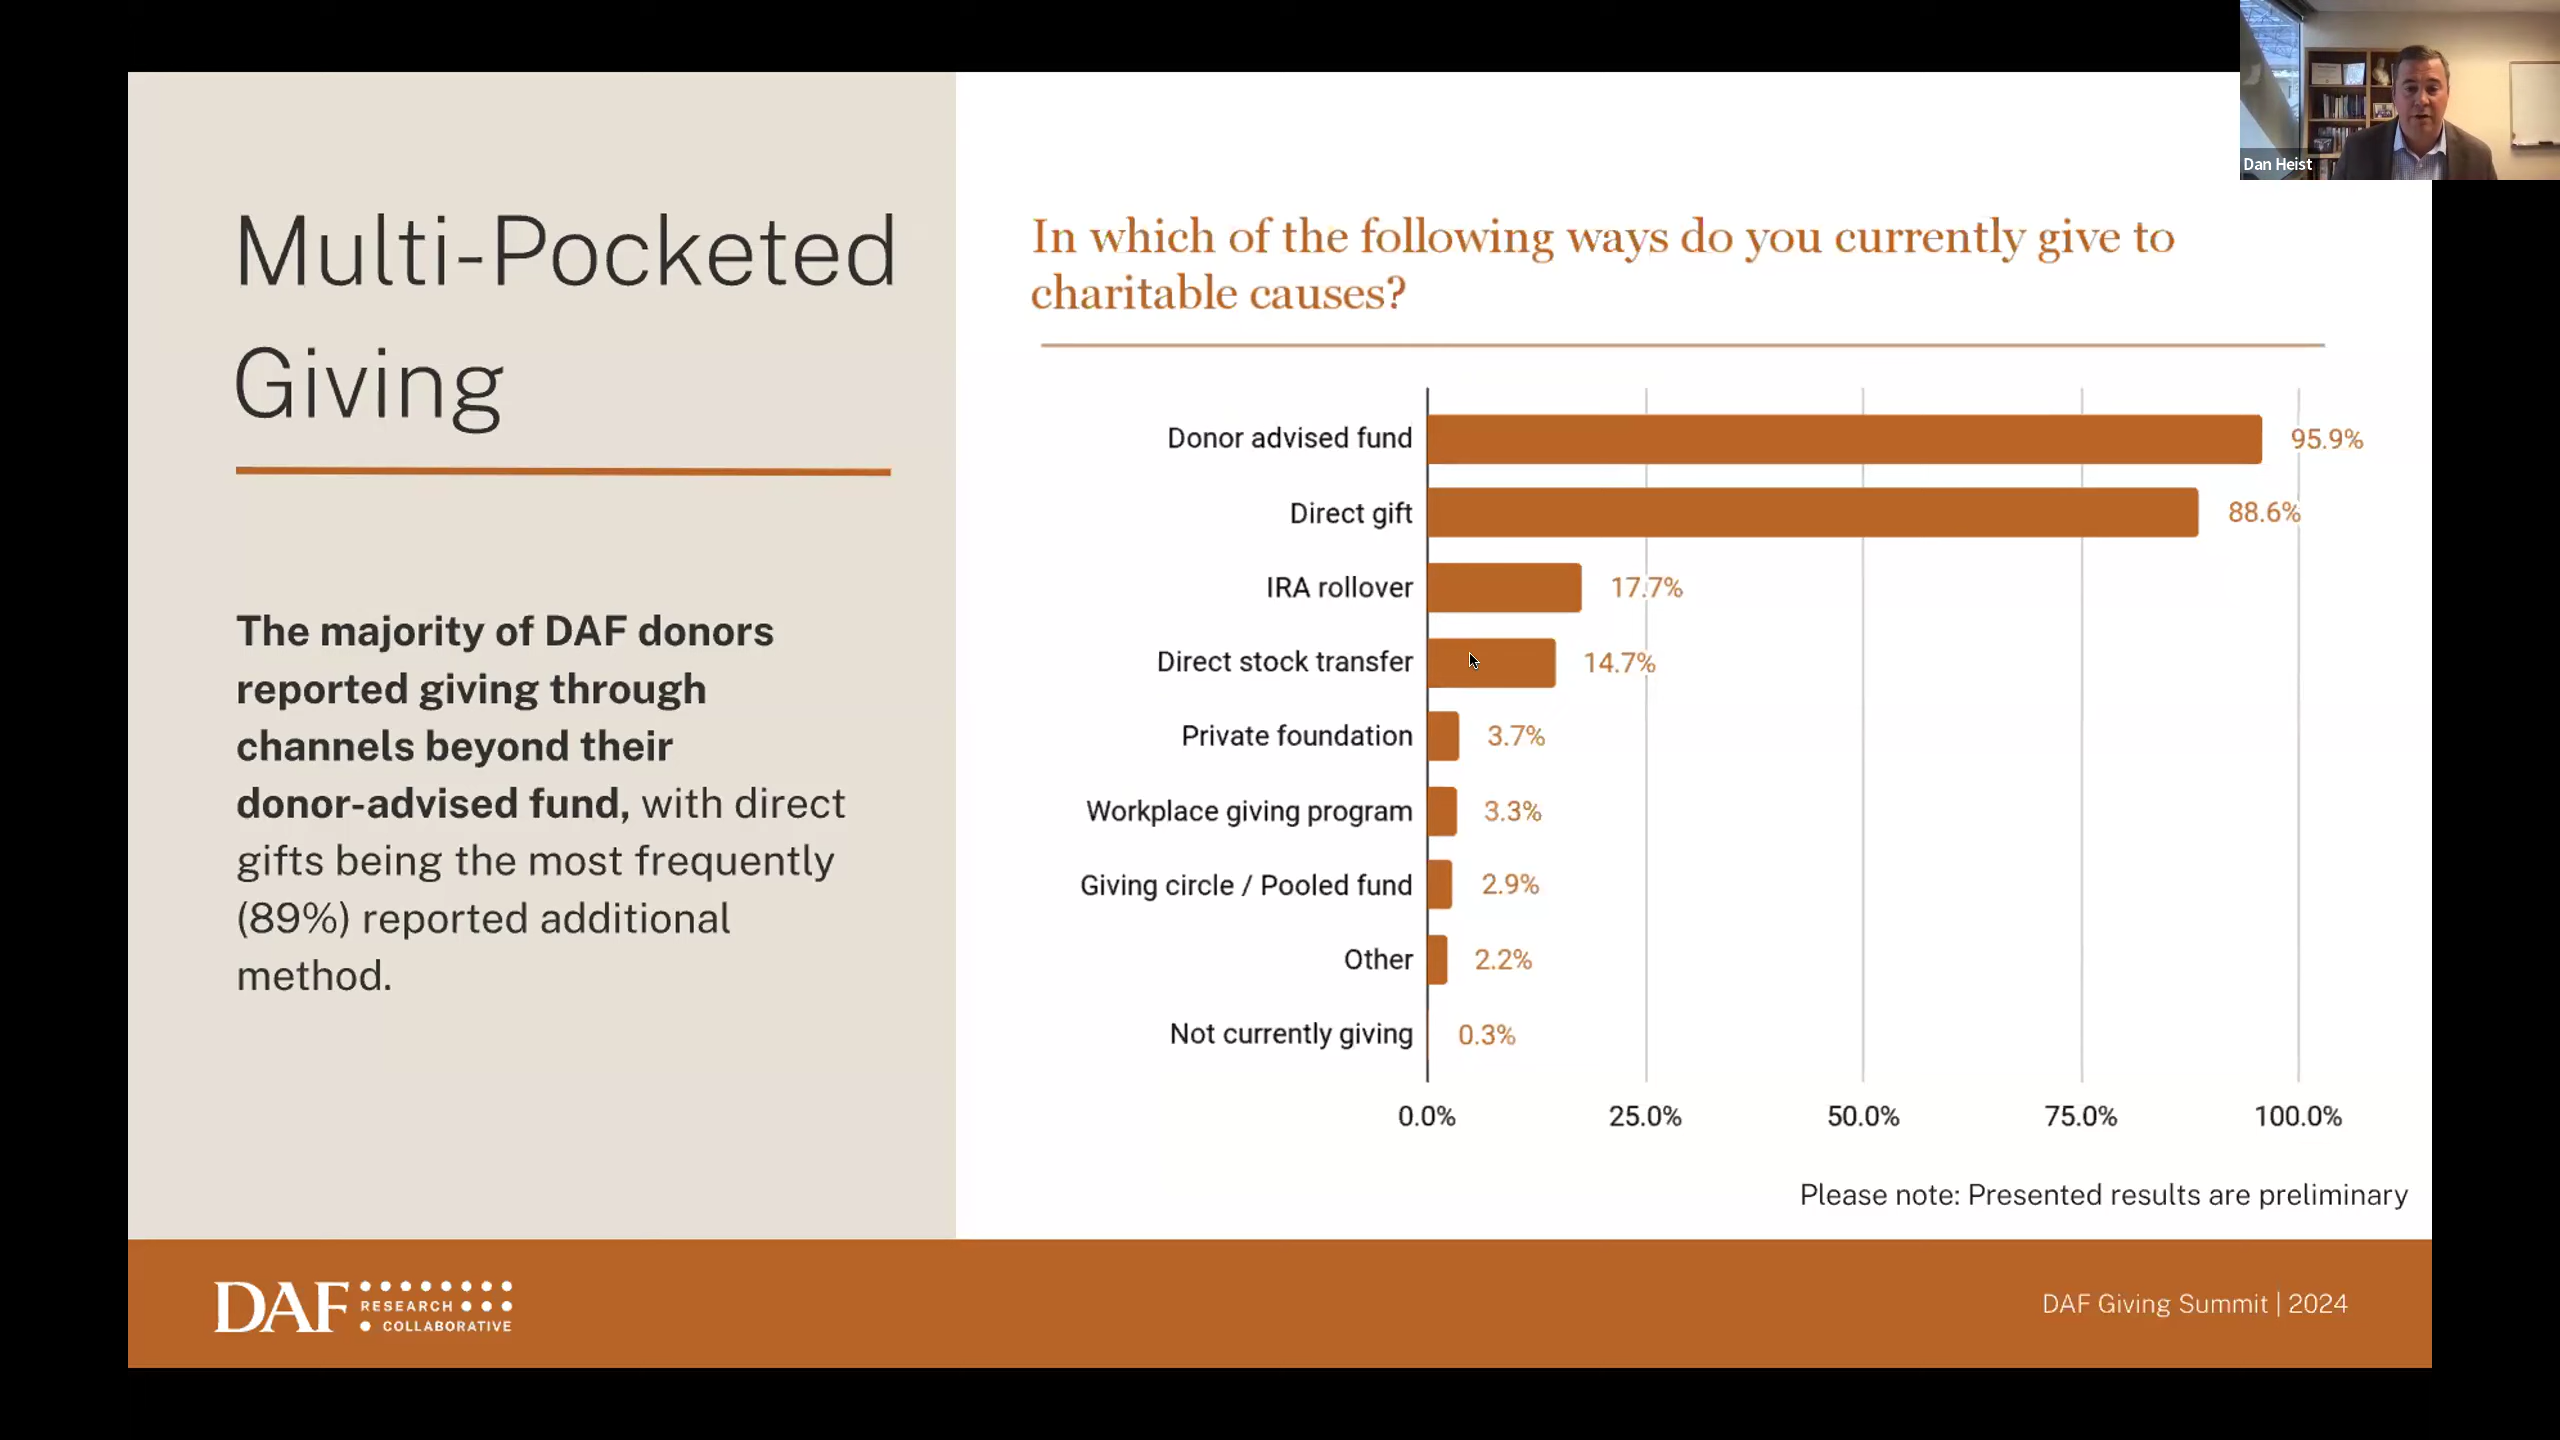 Dan Heist
Multi-Pocketed
Giving
The majority of DAF donors
reported giving through
channels beyond their
donor-advised fund, with direct
gifts being the most frequently
(89%) reported additional
method.
In which of the following ways do you currently give to
charitable causes?
Donor advised fund 95.9%
Direct gift 88.6%
IRA rollover 17.7%
Direct stock transfer 14.7%
Private foundation 3.7%
Workplace giving program 3.3%
Giving circle / Pooled fund 2.9%
Other 2.2%
Not currently giving 0.3%
0.0% 25.0% 50.0% 75.0% 100.0%
Please note: Presented results are preliminary
DAF RESEARCH
COLLABORATIVE
DAF Giving Summit | 2024